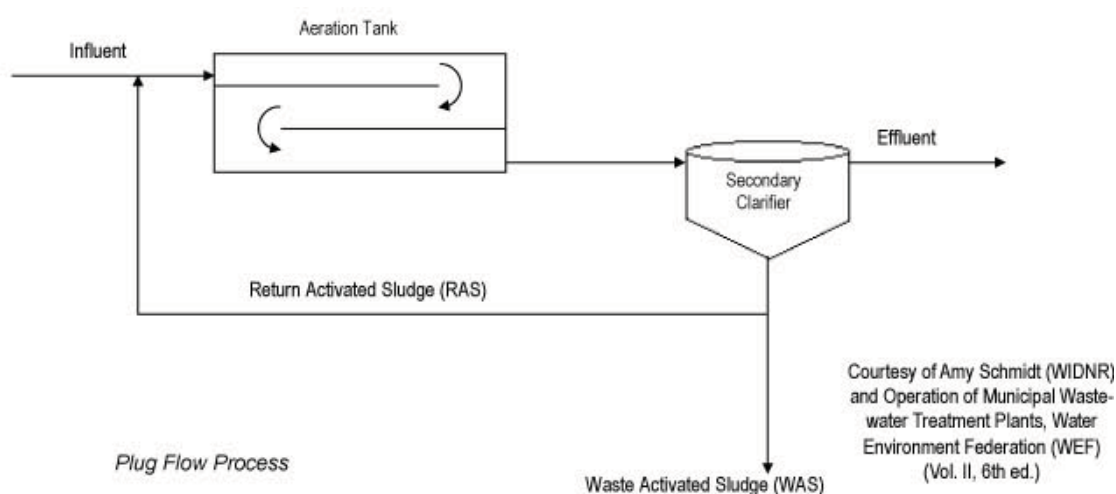 Aeration Tank
Influent
Effluent
Secondary
Clarifier
Return Activated Sludge (RAS)
Courtesy of Amy Schmidt (WIDNR)
and Operation of Municipal Waste-
water Treatment Plants, Water
Environment Federation (WEF)
(Vol. II, 6th ed.)
Plug Flow Process
Waste Activated Sludge (WAS)